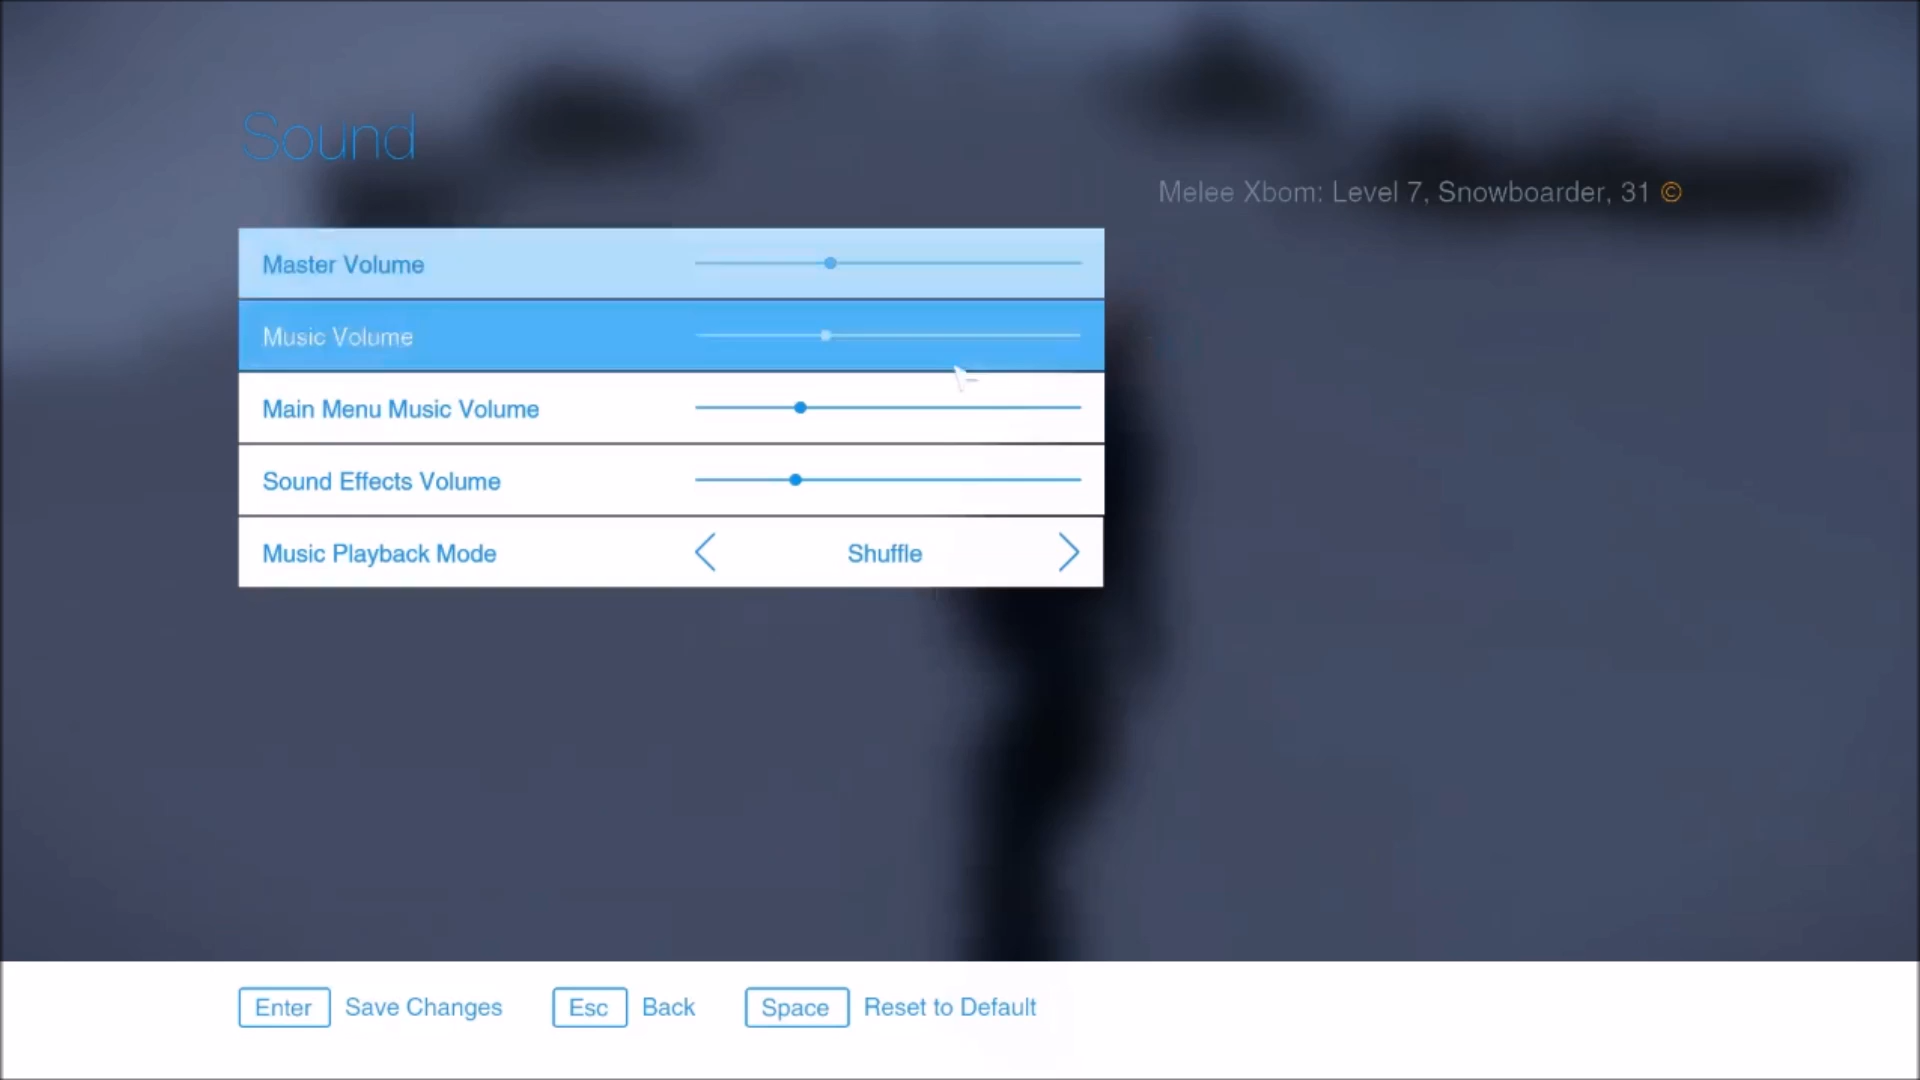 Sound
Melee Xbom: Level 7, Snowboarder, 31 ©
Master Volume
Music Volume
Main Menu Music Volume
Sound Effects Volume
Music Playback Mode Shuffle
Enter Save Changes Esc Back Space Reset to Default